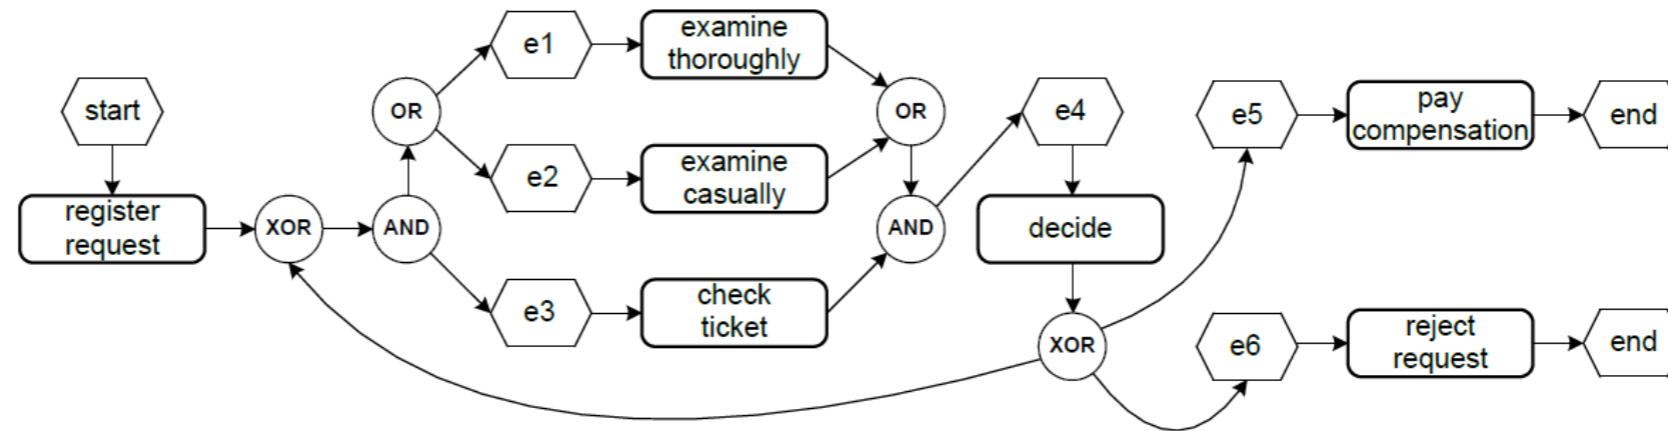 start
register
request
XOR
AND
OR
e1
examine
thoroughly
e2
examine
casually
e3
check
ticket
OR
AND
e4
decide
XOR
e5
pay
compensation
end
e6
reject
request
end